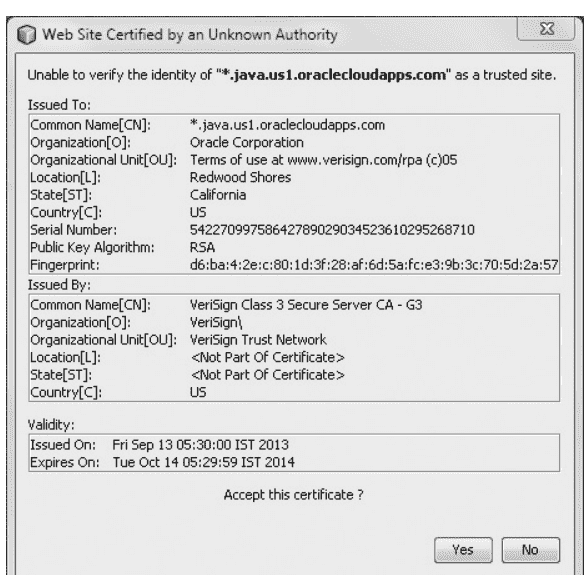 Web Site Certified by an Unknown Authority
Unable to verify the identity of "*.java.us1.oraclecloudapps.com" as a trusted site.
Issued To:
Common Name[CN]: *.java.us1.oraclecloudapps.com
Organization[O]: Oracle Corporation
Organizational Unit[OU]: Terms of use at www.verisign.com/rpa (c)05
Location[L]: Redwood Shores
State[ST]: California
Country[C]: US
Serial Number: 54227099758642789029034523610295268710
Public Key Algorithm: RSA
Fingerprint: d6:ba:4:2e:c:80:1d:3f:28:af:6d:5a:fc:e3:9b:3c:70:5d:2a:57
Issued By:
Common Name[CN]: VeriSign Class 3 Secure Server CA - G3
Organization[O]: VeriSign\
Organizational Unit[OU]: VeriSign Trust Network
Location[L]: <Not Part Of Certificate>
State[ST]: <Not Part Of Certificate>
Country[C]: US
Validity:
Issued On: Fri Sep 13 05:30:00 IST 2013
Expires On: Tue Oct 14 05:29:59 IST 2014
Accept this certificate ?
Yes No